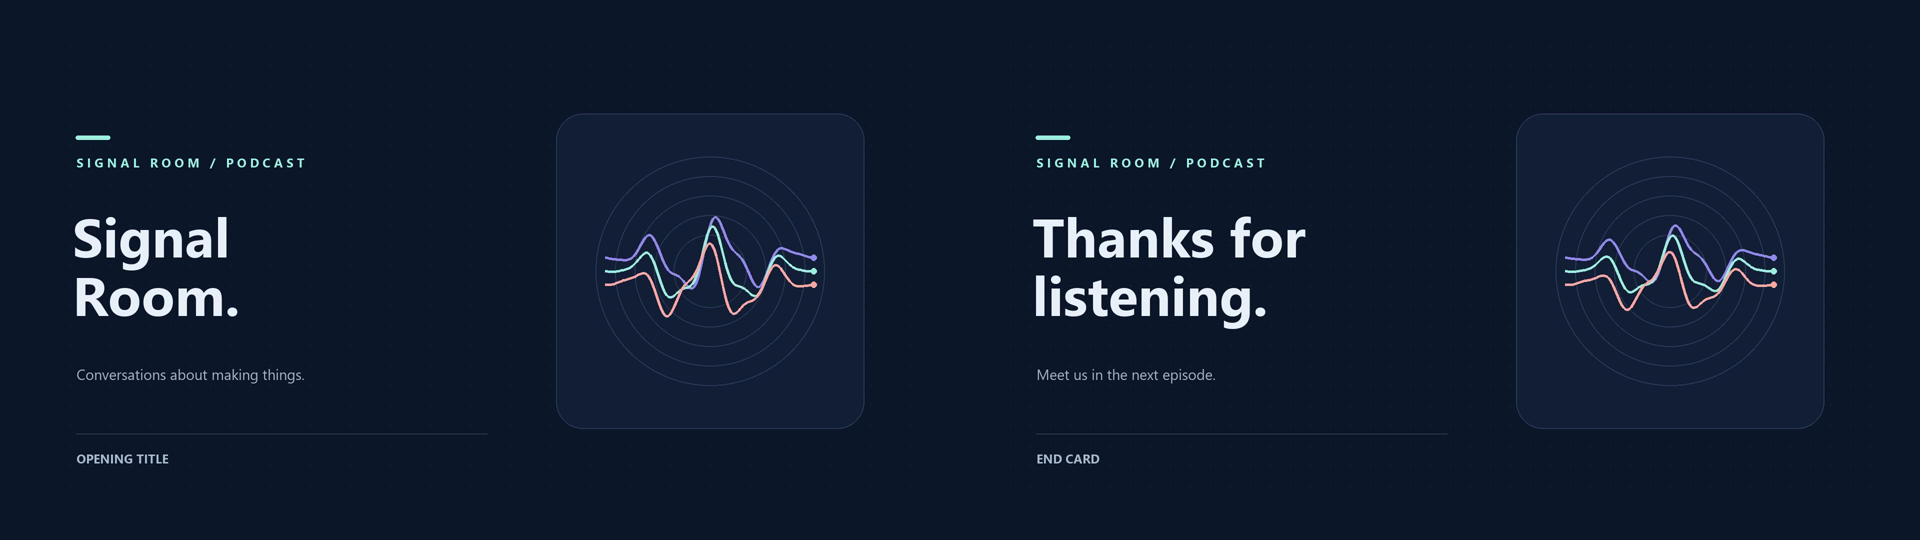 SIGNAL ROOM / PODCAST
Signal
Room.
Conversations about making things.
OPENING TITLE
SIGNAL ROOM / PODCAST
Thanks for
listening.
Meet us in the next episode.
END CARD